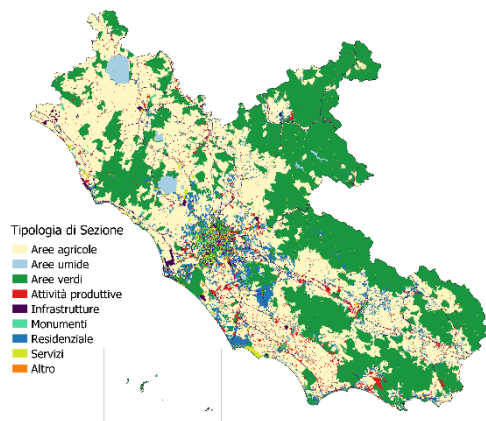 Tipologia di Sezione
Aree agricole
Aree umide
Aree verdi
Attività produttive
Infrastrutture
Monumenti
Residenziale
Servizi
Altro